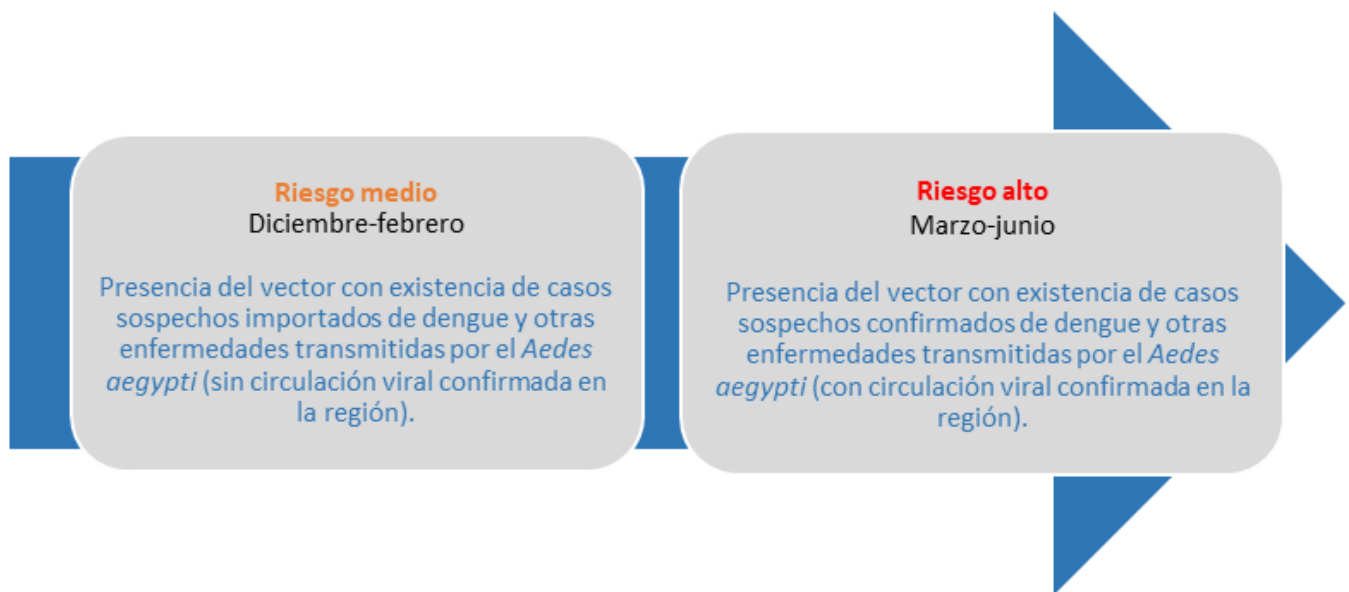 Riesgo medio
Diciembre-febrero
Presencia del vector con existencia de casos
sospechos importados de dengue y otras
enfermedades transmitidas por el Aedes
aegypti (sin circulación viral confirmada en
la región).
Riesgo alto
Marzo-junio
Presencia del vector con existencia de casos
sospechos confirmados de dengue y otras
enfermedades transmitidas por el Aedes
aegypti (con circulación viral confirmada en la
región).